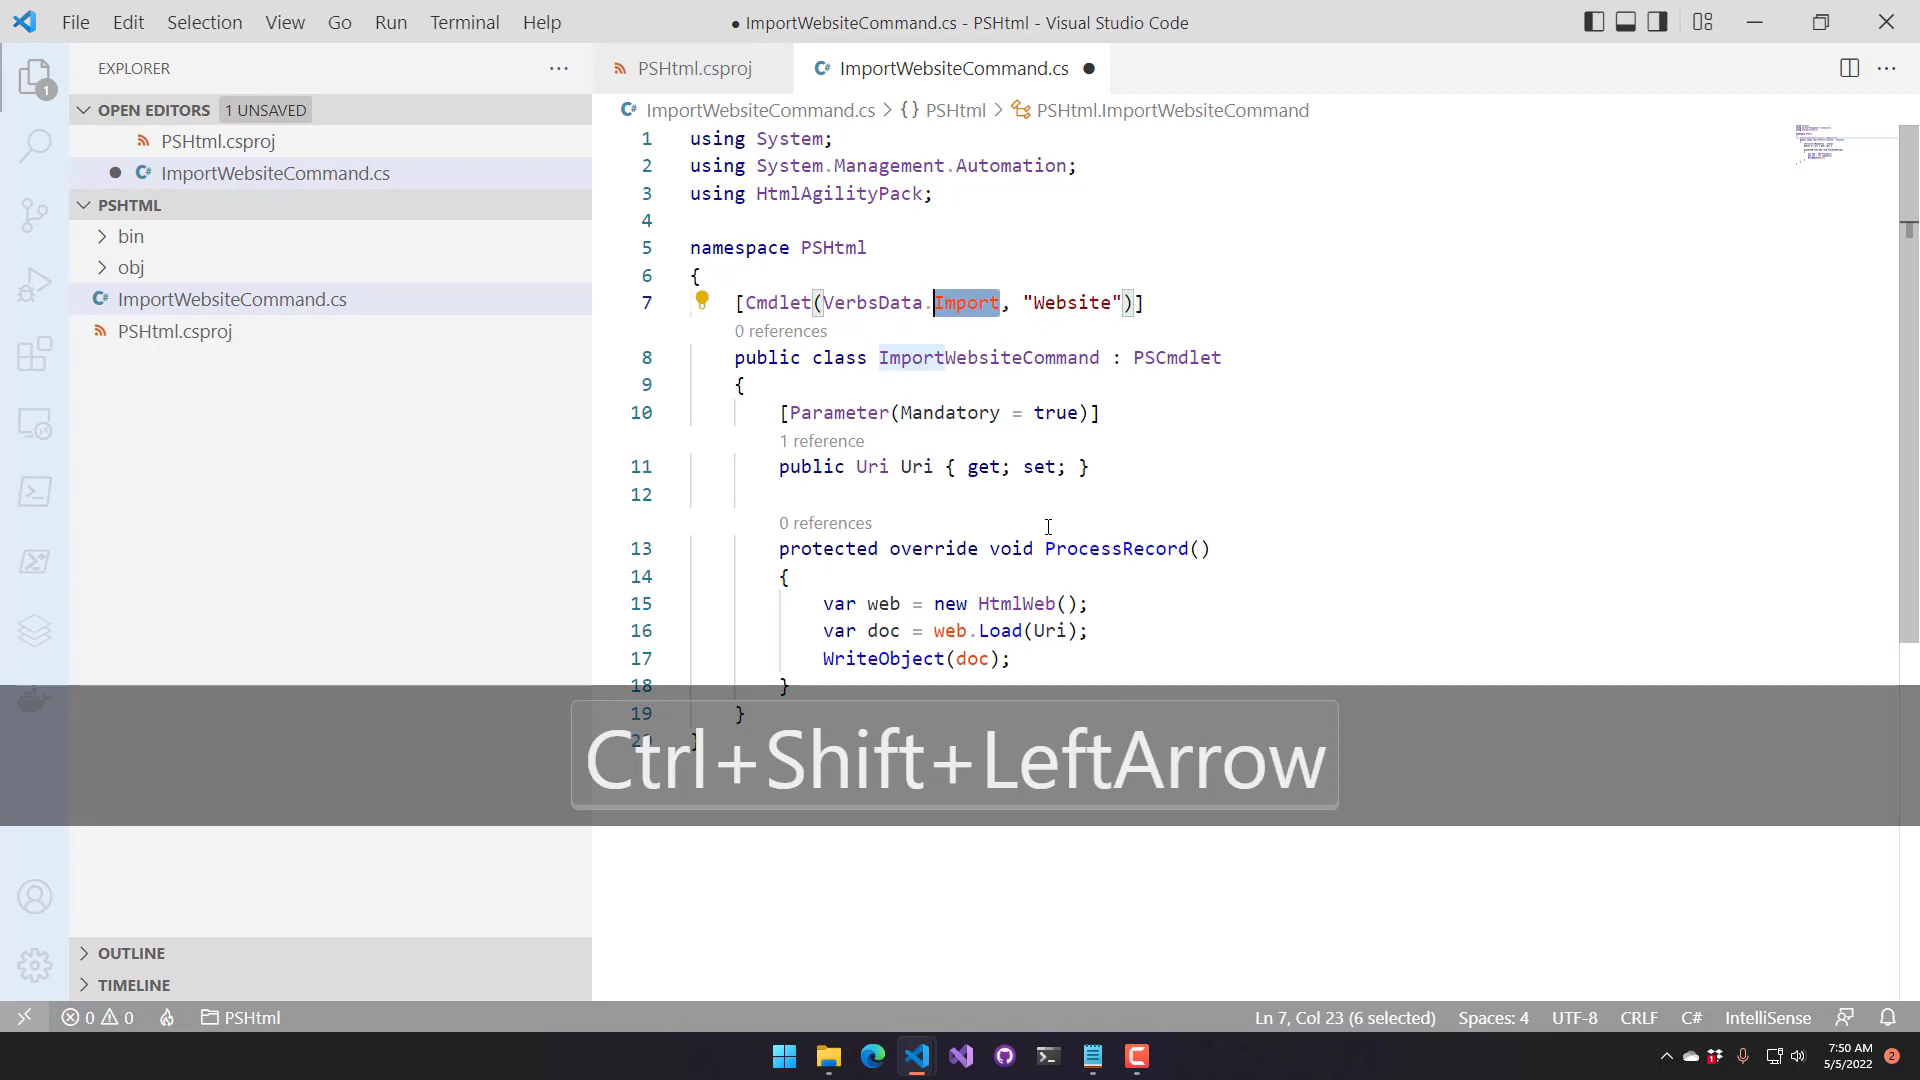 File Edit Selection View Go Run Terminal Help
● ImportWebsiteCommand.cs - PSHtml - Visual Studio Code
EXPLORER
OPEN EDITORS 1 UNSAVED
PSHtml.csproj
ImportWebsiteCommand.cs
PSHTML
bin
obj
ImportWebsiteCommand.cs
PSHtml.csproj
OUTLINE
TIMELINE
1
PSHtml.csproj
ImportWebsiteCommand.cs
ImportWebsiteCommand.cs > {} PSHtml > PSHtml.ImportWebsiteCommand
1 using System;
2 using System.Management.Automation;
3 using HtmlAgilityPack;
4
5 namespace PSHtml
6 {
7 [Cmdlet(VerbsData.Import, "Website")]
0 references
8 public class ImportWebsiteCommand : PSCmdlet
9 {
10 [Parameter(Mandatory = true)]
1 reference
11 public Uri Uri { get; set; }
12
0 references
13 protected override void ProcessRecord()
14 {
15 var web = new HtmlWeb();
16 var doc = web.Load(Uri);
17 WriteObject(doc);
18 }
19 }
20 }
Ctrl+Shift+LeftArrow
0 0 PSHtml
Ln 7, Col 23 (6 selected) Spaces: 4 UTF-8 CRLF C# IntelliSense
7:50 AM
5/5/2022
2